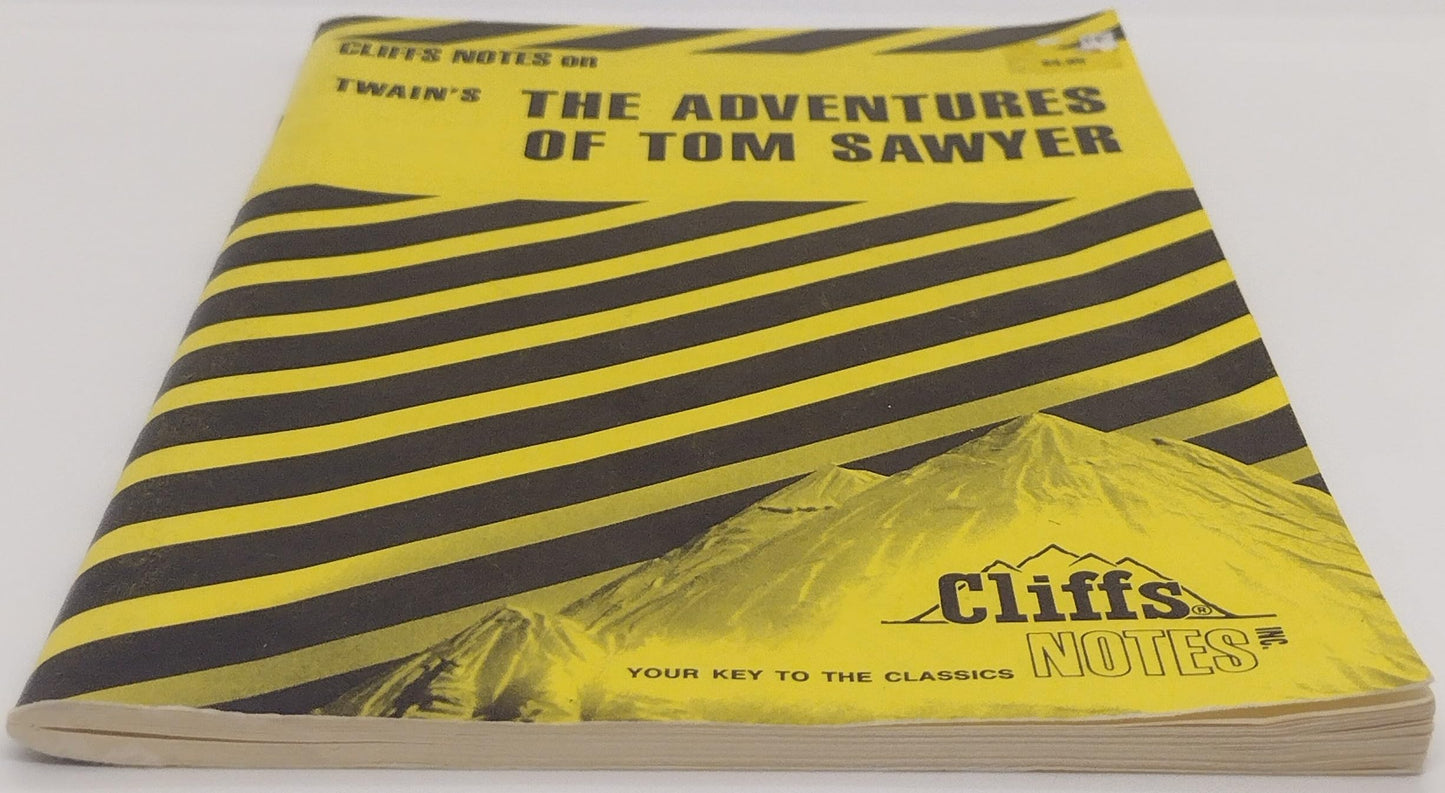 CLIFFS NOTES on
TWAIN'S
THE ADVENTURES
OF TOM SAWYER
Cliffs®
NOTES INC.
YOUR KEY TO THE CLASSICS